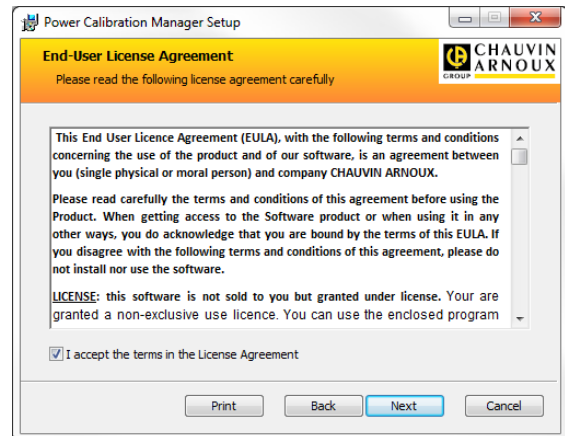 Power Calibration Manager Setup
End-User License Agreement
Please read the following license agreement carefully
CHAUVIN
ARNOUX
GROUP
This End User Licence Agreement (EULA), with the following terms and conditions
concerning the use of the product and of our software, is an agreement between
you (single physical or moral person) and company CHAUVIN ARNOUX.
Please read carefully the terms and conditions of this agreement before using the
Product. When getting access to the Software product or when using it in any
other ways, you do acknowledge that you are bound by the terms of this EULA. If
you disagree with the following terms and conditions of this agreement, please do
not install nor use the software.
LICENSE: this software is not sold to you but granted under license. Your are
granted a non-exclusive use licence. You can use the enclosed program
I accept the terms in the License Agreement
Print Back Next Cancel